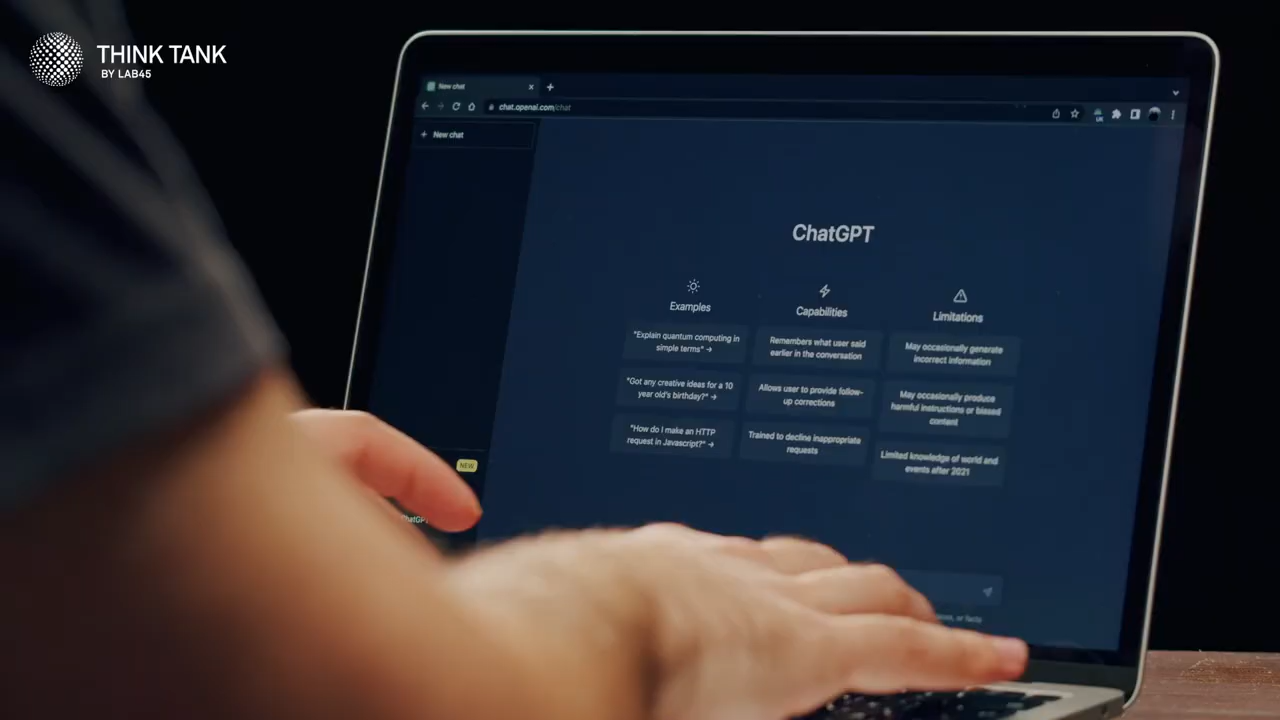 THINK TANK
BY LAB45
New chat
chat.openai.com/chat
New chat
ChatGPT
Examples
"Explain quantum computing in
simple terms" →
"Got any creative ideas for a 10
year old's birthday?" →
"How do I make an HTTP
request in Javascript?" →
Capabilities
Remembers what user said
earlier in the conversation
Allows user to provide follow-
up corrections
Trained to decline inappropriate
requests
Limitations
May occasionally generate
incorrect information
May occasionally produce
harmful instructions or biased
content
Limited knowledge of world and
events after 2021
NEW
ChatGP
or facts